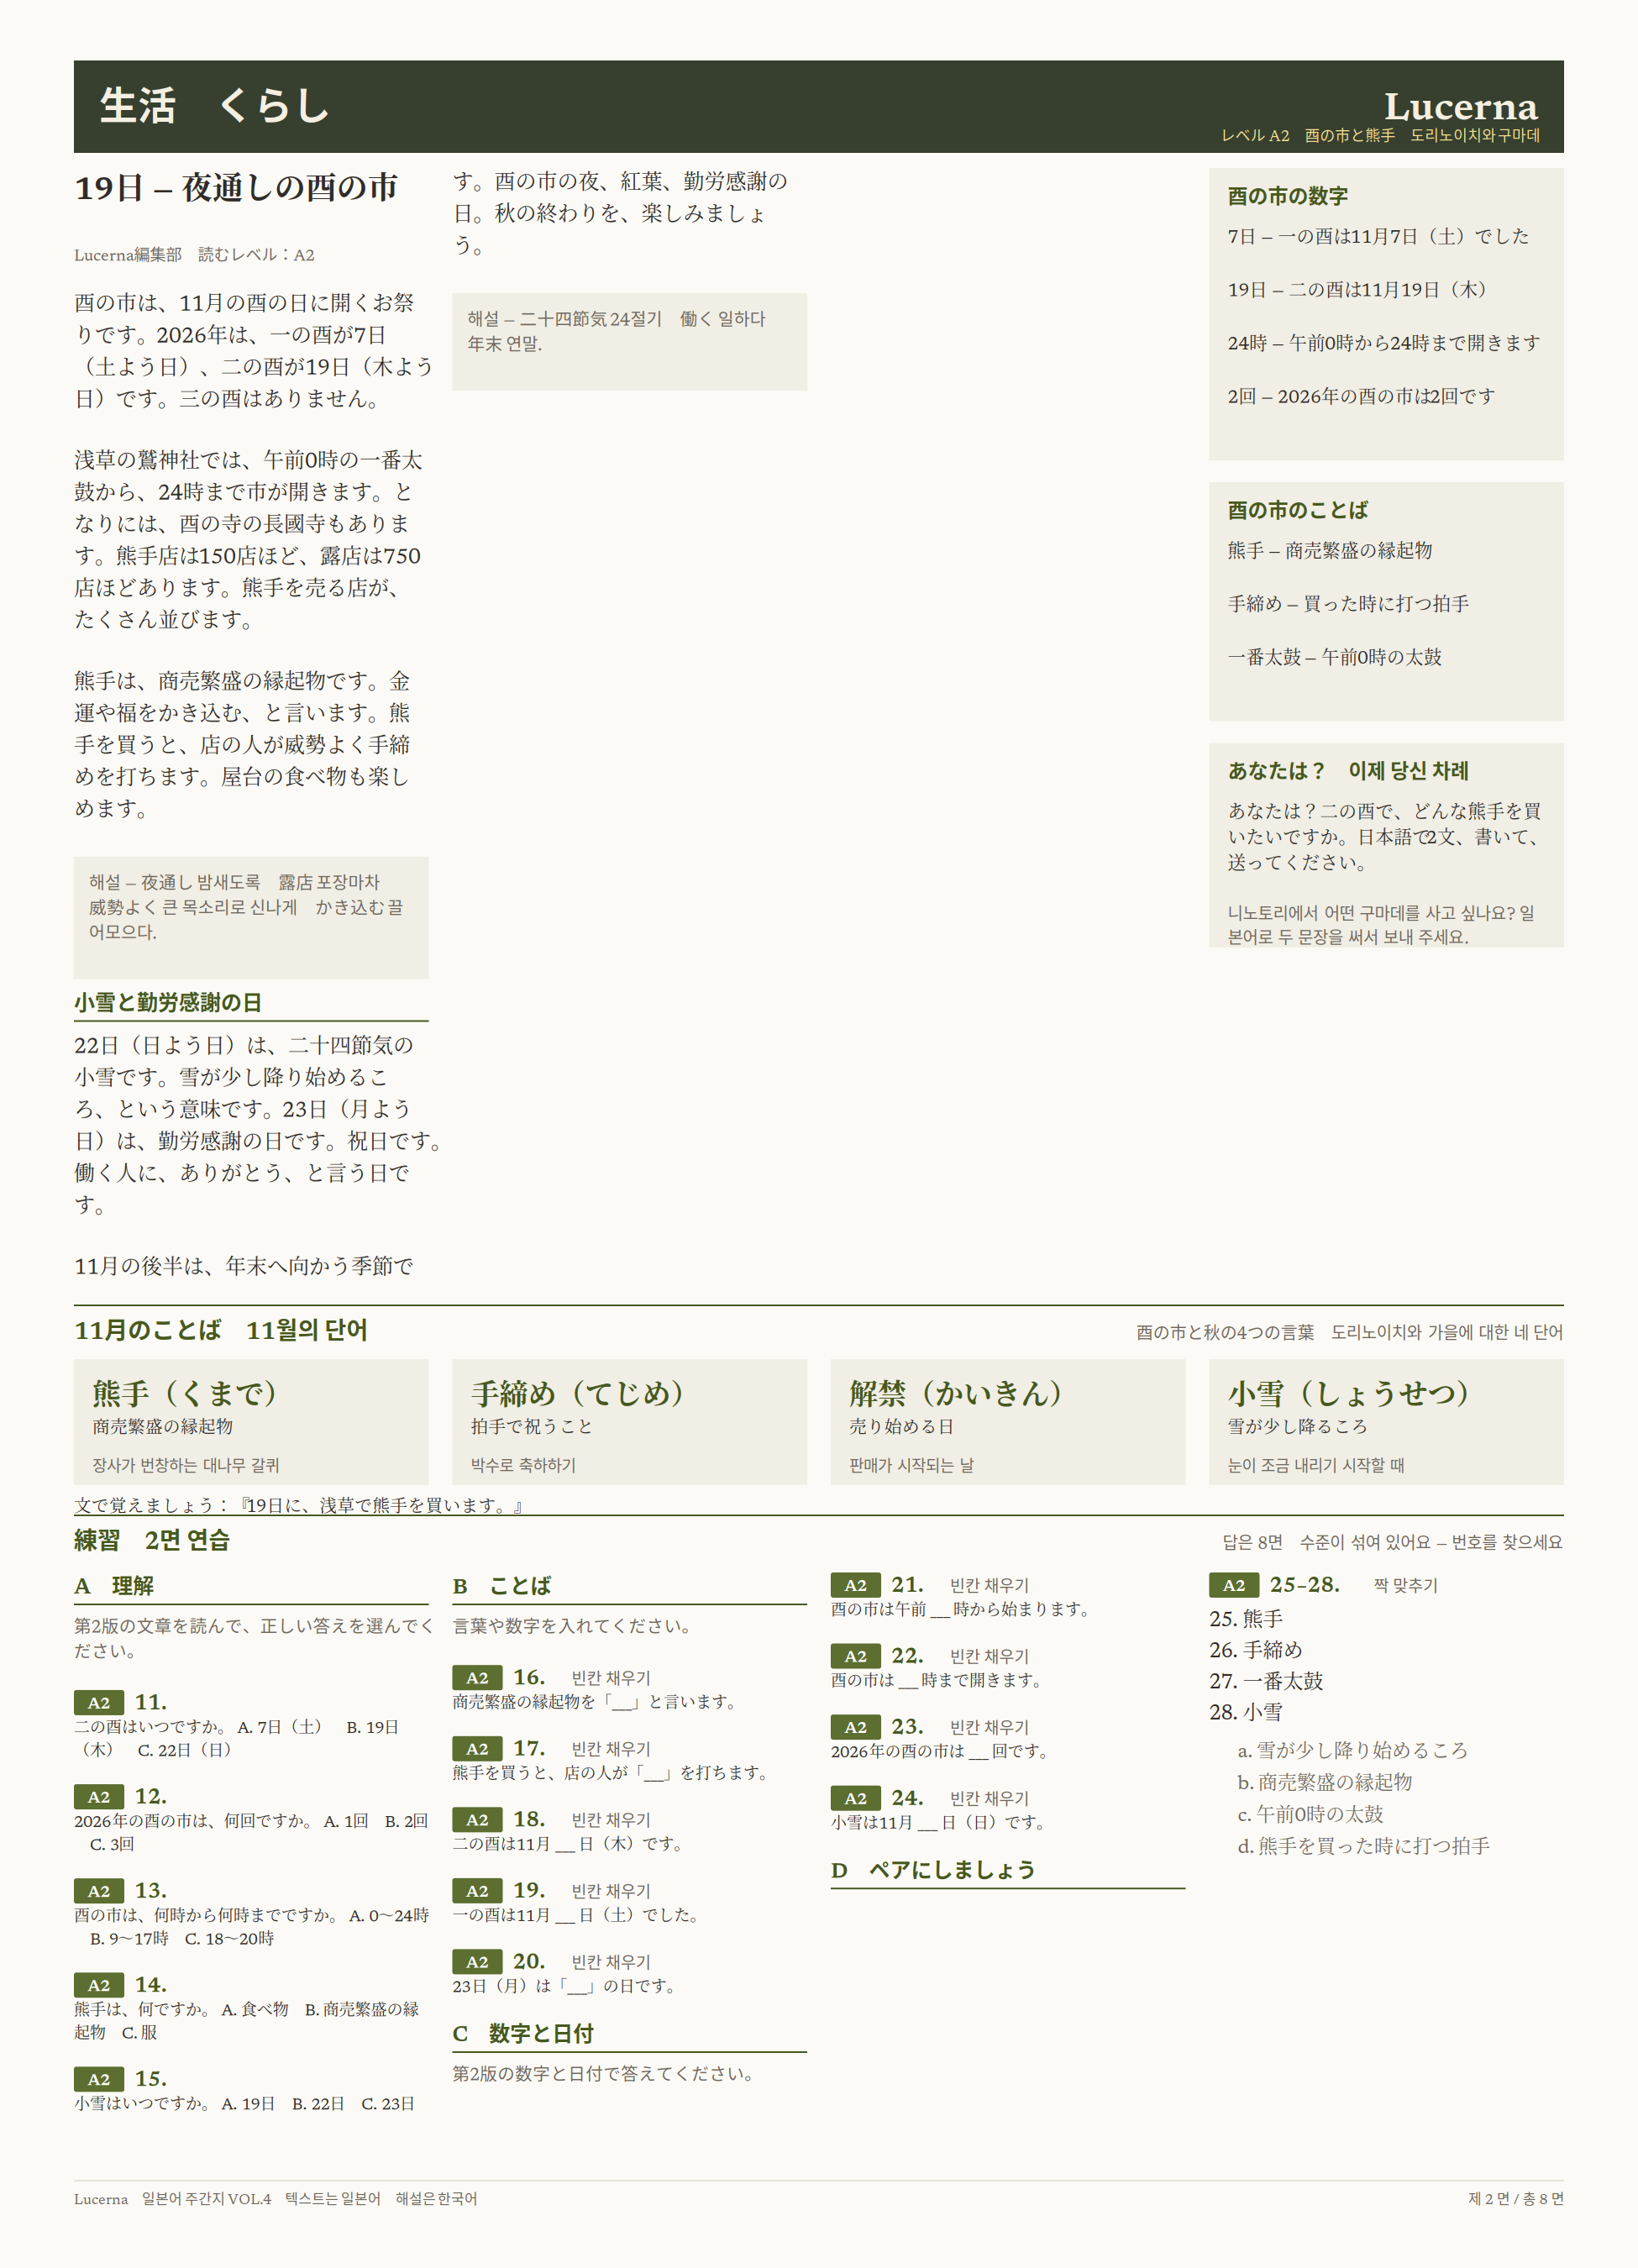 生活　くらし
Lucerna
レベル A2　酉の市と熊手　도리노이치와구마데
19日 – 夜通しの酉の市
Lucerna編集部　読むレベル：A2
酉の市は、11月の酉の日に開くお祭
りです。2026年は、一の酉が7日
（土よう日）、二の酉が19日（木よう
日）です。三の酉はありません。
浅草の鷲神社では、午前0時の一番太
鼓から、24時まで市が開きます。と
なりには、酉の寺の長國寺もありま
す。熊手店は150店ほど、露店は750
店ほどあります。熊手を売る店が、
たくさん並びます。
熊手は、商売繁盛の縁起物です。金
運や福をかき込む、と言います。熊
手を買うと、店の人が威勢よく手締
めを打ちます。屋台の食べ物も楽し
めます。
해설 – 夜通し 밤새도록　露店 포장마차
威勢よく 큰 목소리로 신나게　かき込む 끌
어모으다.
小雪と勤労感謝の日
22日（日よう日）は、二十四節気の
小雪です。雪が少し降り始めるこ
ろ、という意味です。23日（月よう
日）は、勤労感謝の日です。祝日です。
働く人に、ありがとう、と言う日で
す。
11月の後半は、年末へ向かう季節で
す。酉の市の夜、紅葉、勤労感謝の
日。秋の終わりを、楽しみましょ
う。
해설 – 二十四節気 24절기　働く 일하다
年末 연말.
酉の市の数字
7日 – 一の酉は11月7日（土）でした
19日 – 二の酉は11月19日（木）
24時 – 午前0時から24時まで開きます
2回 – 2026年の酉の市は2回です
酉の市のことば
熊手 – 商売繁盛の縁起物
手締め – 買った時に打つ拍手
一番太鼓 – 午前0時の太鼓
あなたは？　이제 당신 차례
あなたは？二の酉で、どんな熊手を買
いたいですか。日本語で2文、書いて、
送ってください。
니노토리에서 어떤 구마데를 사고 싶나요? 일
본어로 두 문장을 써서 보내 주세요.
11月のことば　11월의 단어
酉の市と秋の4つの言葉　도리노이치와 가을에 대한 네 단어
熊手（くまで）
商売繁盛の縁起物
장사가 번창하는 대나무 갈퀴
手締め（てじめ）
拍手で祝うこと
박수로 축하하기
解禁（かいきん）
売り始める日
판매가 시작되는 날
小雪（しょうせつ）
雪が少し降るころ
눈이 조금 내리기 시작할 때
文で覚えましょう：『19日に、浅草で熊手を買います。』
練習　2면 연습
답은 8면　수준이 섞여 있어요 – 번호를 찾으세요
A　理解
第2版の文章を読んで、正しい答えを選んでく
ださい。
A2 11.
二の酉はいつですか。 A. 7日（土）　B. 19日
（木）　C. 22日（日）
A2 12.
2026年の酉の市は、何回ですか。 A. 1回　B. 2回
C. 3回
A2 13.
酉の市は、何時から何時までですか。 A. 0～24時
B. 9～17時　C. 18～20時
A2 14.
熊手は、何ですか。 A. 食べ物　B. 商売繁盛の縁
起物　C. 服
A2 15.
小雪はいつですか。 A. 19日　B. 22日　C. 23日
B　ことば
言葉や数字を入れてください。
A2 16. 빈칸 채우기
商売繁盛の縁起物を「___」と言います。
A2 17. 빈칸 채우기
熊手を買うと、店の人が「___」を打ちます。
A2 18. 빈칸 채우기
二の酉は11月 ___ 日（木）です。
A2 19. 빈칸 채우기
一の酉は11月 ___ 日（土）でした。
A2 20. 빈칸 채우기
23日（月）は「___」の日です。
C　数字と日付
第2版の数字と日付で答えてください。
A2 21. 빈칸 채우기
酉の市は午前 ___ 時から始まります。
A2 22. 빈칸 채우기
酉の市は ___ 時まで開きます。
A2 23. 빈칸 채우기
2026年の酉の市は ___ 回です。
A2 24. 빈칸 채우기
小雪は11月 ___ 日（日）です。
D　ペアにしましょう
A2 25–28. 짝 맞추기
25. 熊手
26. 手締め
27. 一番太鼓
28. 小雪
a. 雪が少し降り始めるころ
b. 商売繁盛の縁起物
c. 午前0時の太鼓
d. 熊手を買った時に打つ拍手
Lucerna　일본어 주간지 VOL.4　텍스트는 일본어　해설은 한국어
제 2 면 / 총 8 면